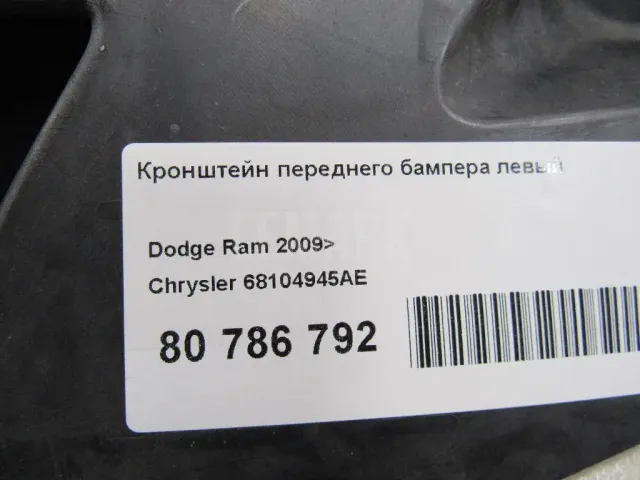 Кронштейн переднего бампера левый
Dodge Ram 2009>
Chrysler 68104945AE
80 786 792